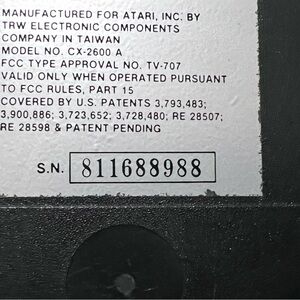 MANUFACTURED FOR ATARI, INC. BY
TRW ELECTRONIC COMPONENTS
COMPANY IN TAIWAN
MODEL NO. CX-2600 A
FCC TYPE APPROVAL NO. TV-707
VALID ONLY WHEN OPERATED PURSUANT
TO FCC RULES, PART 15
COVERED BY U.S. PATENTS 3,793,483;
3,900,886; 3,723,652; 3,728,480; RE 28507;
RE 28598 & PATENT PENDING
S.N. 811688988